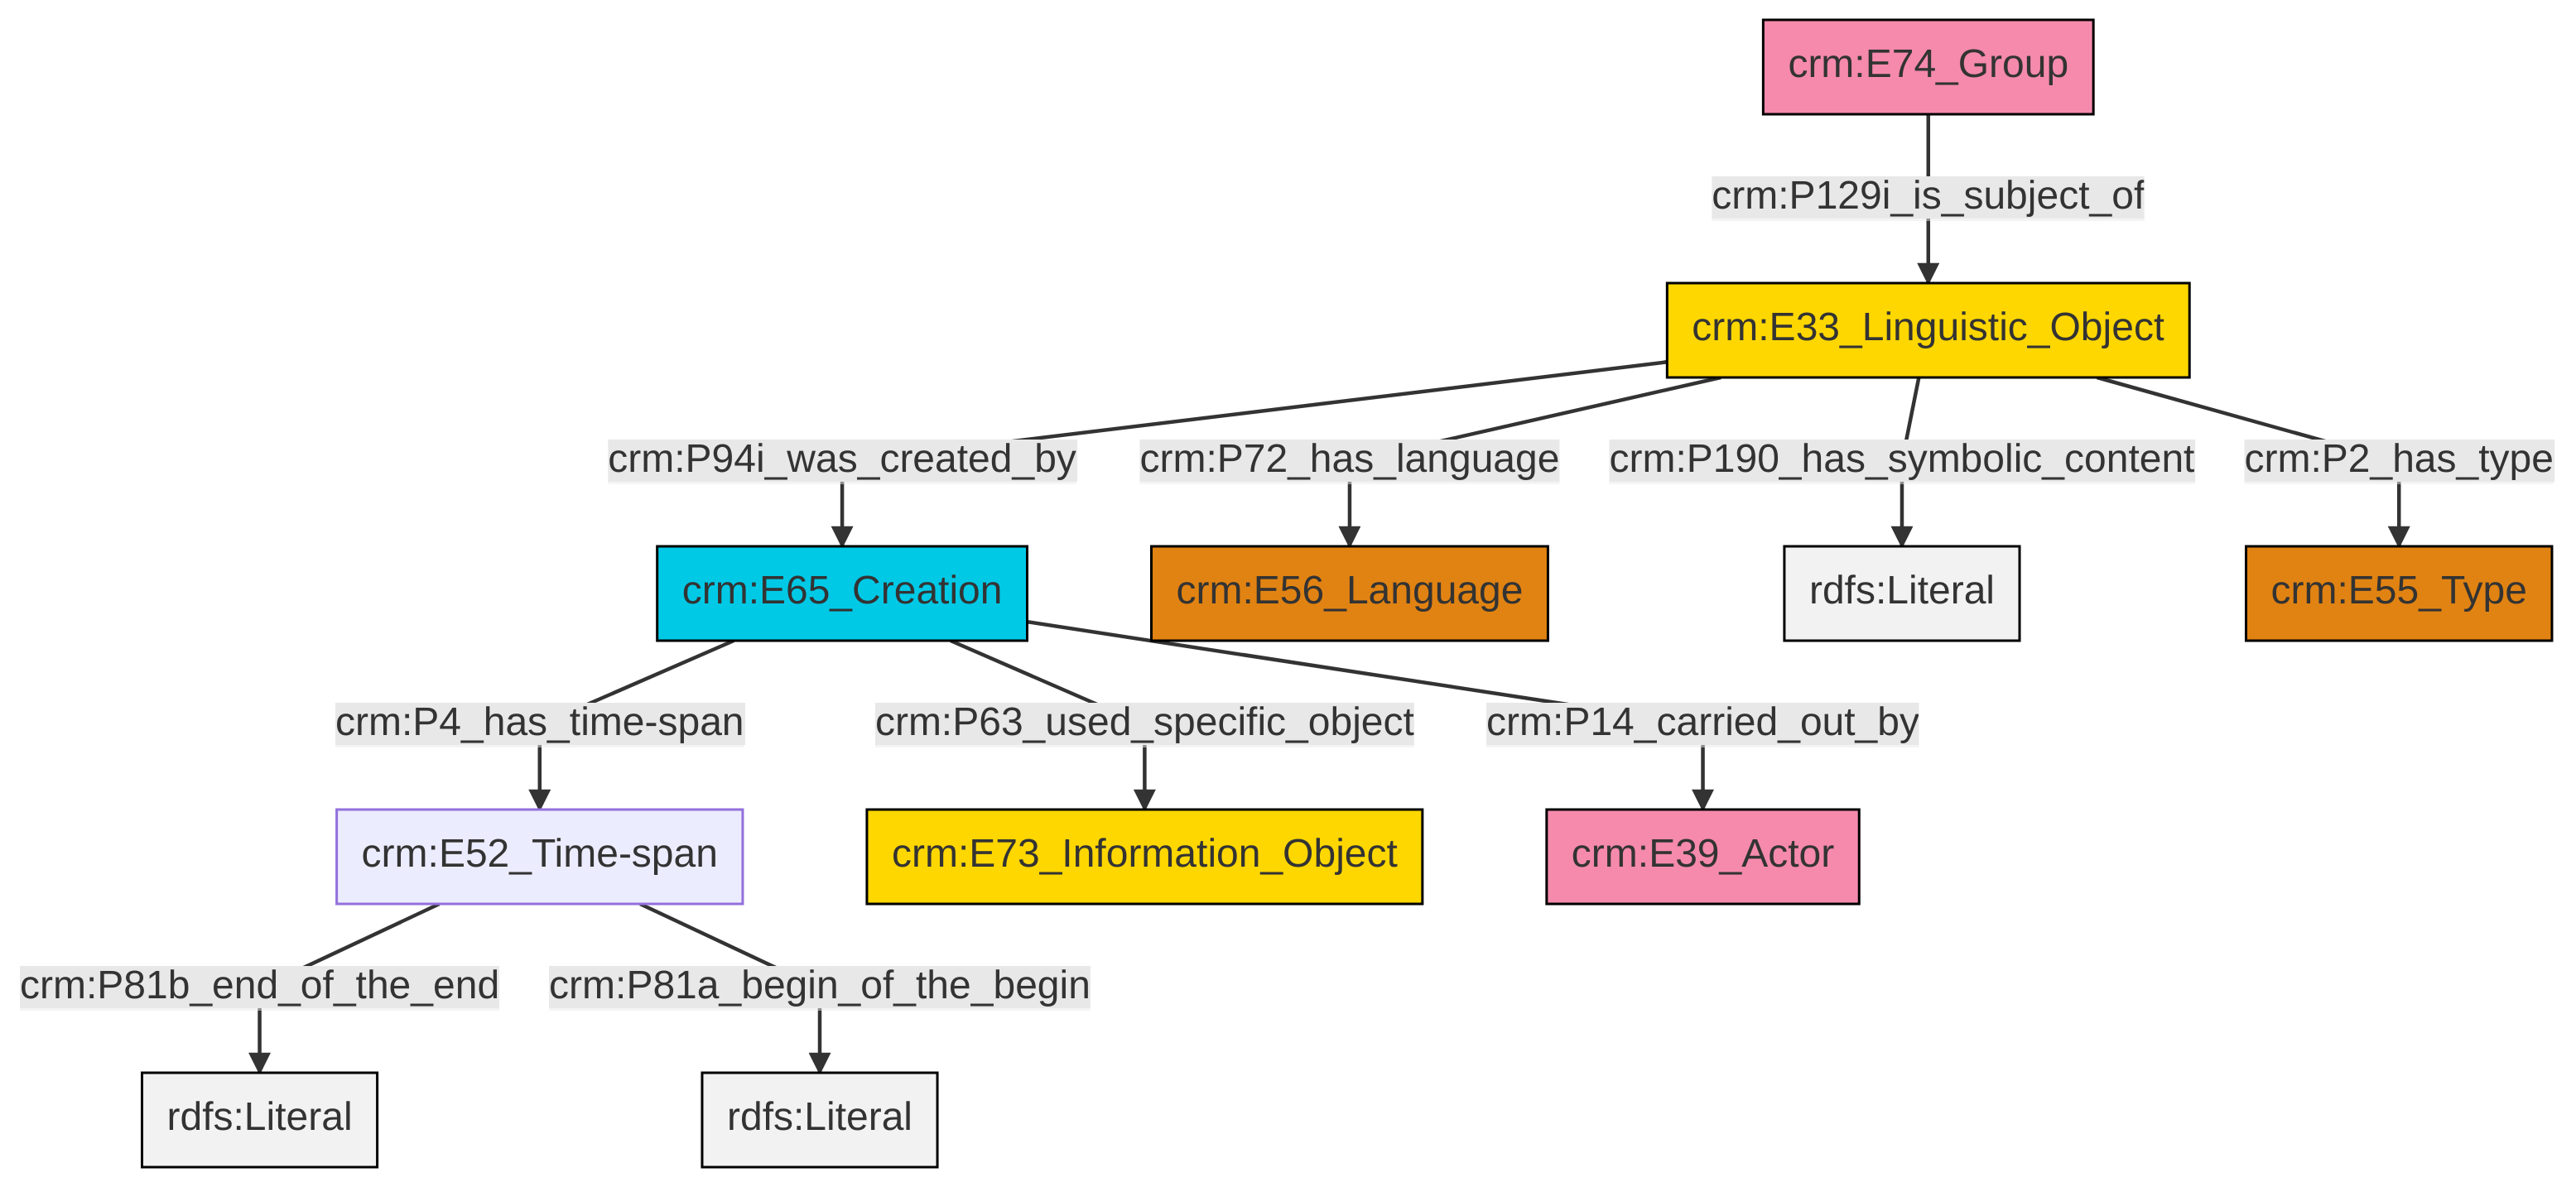 crm:E74_Group
crm:P129i_is_subject_of
crm:E33_Linguistic_Object
crm:P94i_was_created_by
crm:P72_has_language
crm:P190_has_symbolic_content
crm:P2_has_type
crm:E65_Creation
crm:E56_Language
rdfs:Literal
crm:E55_Type
crm:P4_has_time-span
crm:P63_used_specific_object
crm:P14_carried_out_by
crm:E52_Time-span
crm:E73_Information_Object
crm:E39_Actor
crm:P81b_end_of_the_end
crm:P81a_begin_of_the_begin
rdfs:Literal
rdfs:Literal